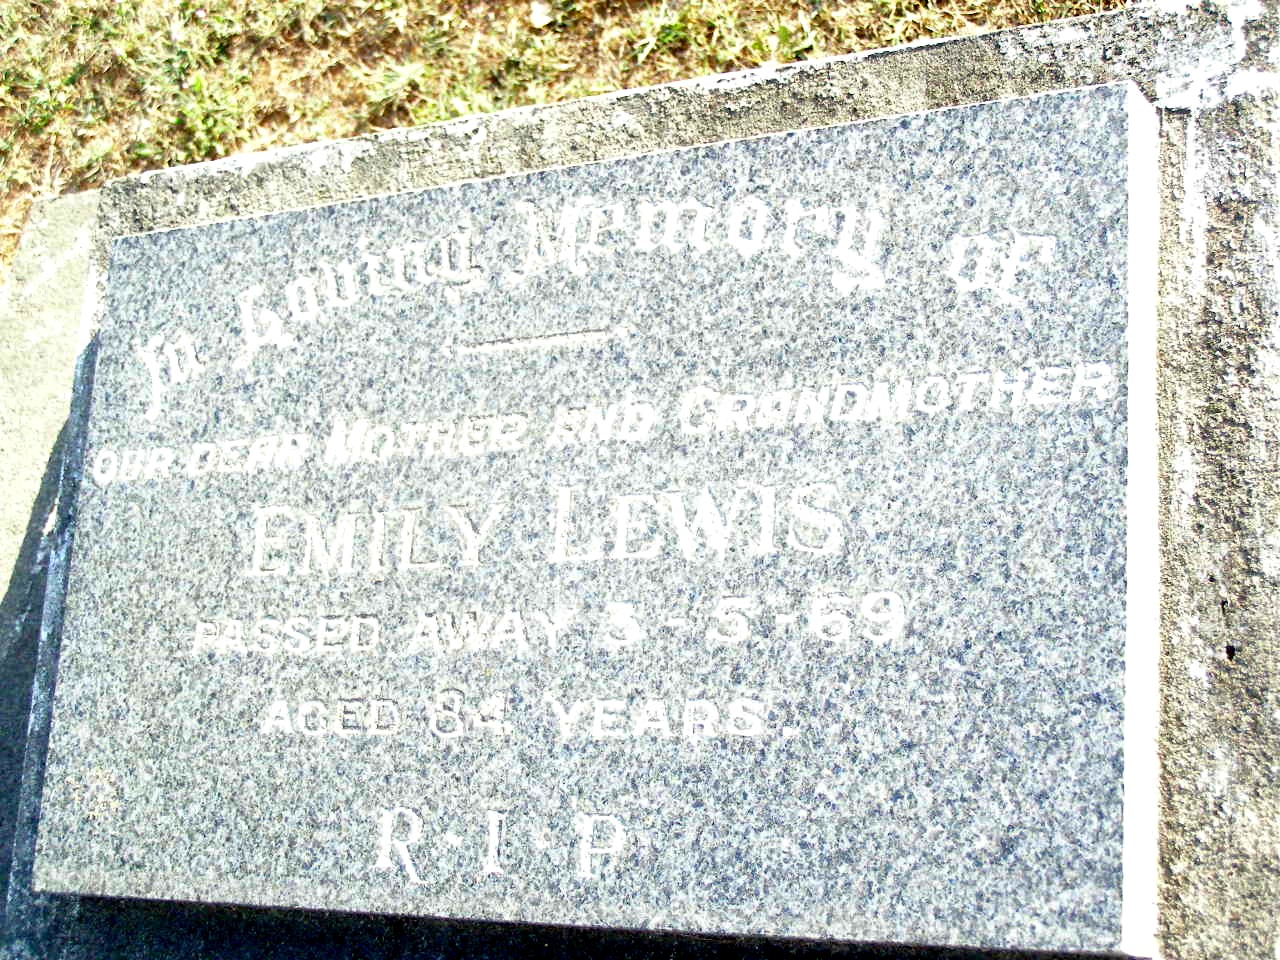 In Loving Memory of
OUR DEAR MOTHER AND GRANDMOTHER
EMILY LEWIS
PASSED AWAY 3-5-69
AGED 84 YEARS.
R·I·P